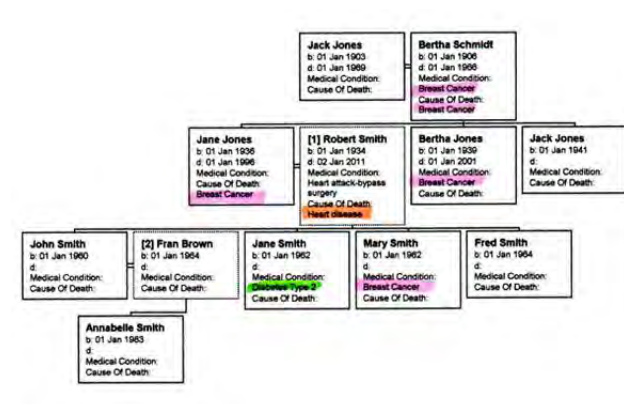 Jack Jones
b: 01 Jan 1903
d: 01 Jan 1969
Medical Condition:
Cause Of Death:
Bertha Schmidt
b: 01 Jan 1906
d: 01 Jan 1966
Medical Condition:
Breast Cancer
Cause Of Death:
Breast Cancer
Jane Jones
b: 01 Jan 1936
d: 01 Jan 1996
Medical Condition:
Cause Of Death:
Breast Cancer
[1] Robert Smith
b: 01 Jan 1934
d: 02 Jan 2011
Medical Condition:
Heart attack-bypass
surgery
Cause Of Death:
Heart disease
Bertha Jones
b: 01 Jan 1939
d: 01 Jan 2001
Medical Condition:
Breast Cancer
Cause Of Death:
Jack Jones
b: 01 Jan 1941
d:
Medical Condition:
Cause Of Death:
John Smith
b: 01 Jan 1960
d:
Medical Condition:
Cause Of Death:
[2] Fran Brown
b: 01 Jan 1964
d:
Medical Condition:
Cause Of Death:
Jane Smith
b: 01 Jan 1962
d:
Medical Condition:
Diabetes Type 2
Cause Of Death:
Mary Smith
b: 01 Jan 1962
d:
Medical Condition:
Breast Cancer
Cause Of Death:
Fred Smith
b: 01 Jan 1964
d:
Medical Condition:
Cause Of Death:
Annabelle Smith
b: 01 Jan 1983
d:
Medical Condition:
Cause Of Death: